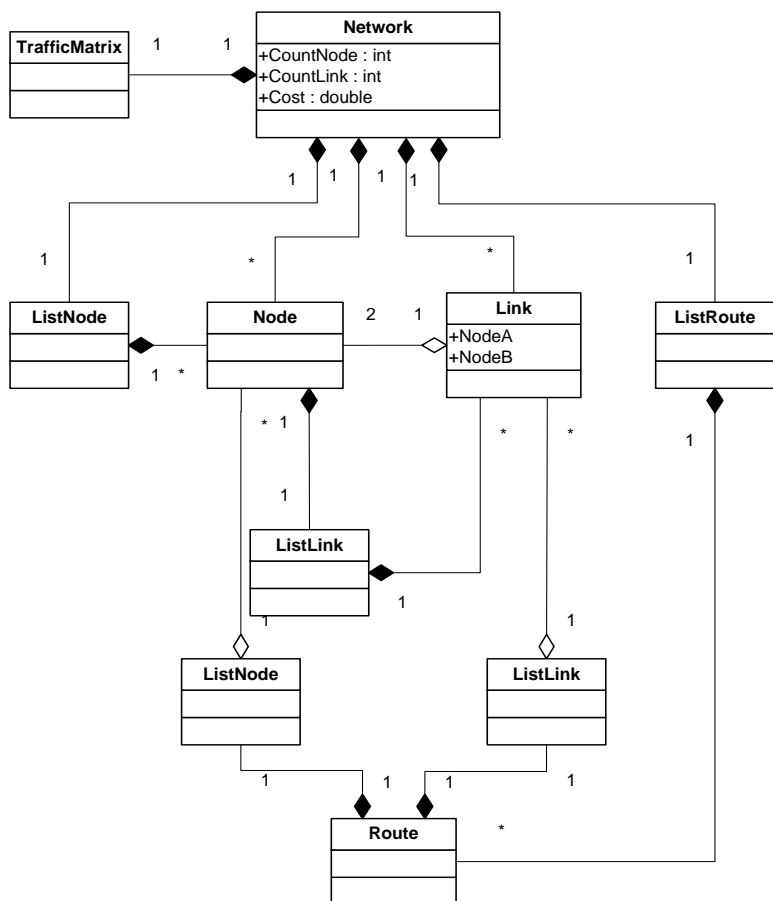 Network
TrafficMatrix
1
1
+CountNode : int
+CountLink : int
+Cost : double
1
1
1
1
1
*
*
1
ListNode
Node
2
1
Link
+NodeA
+NodeB
ListRoute
1
*
*
1
*
*
1
1
ListLink
1
1
1
ListNode
ListLink
1
1
1
1
Route
*